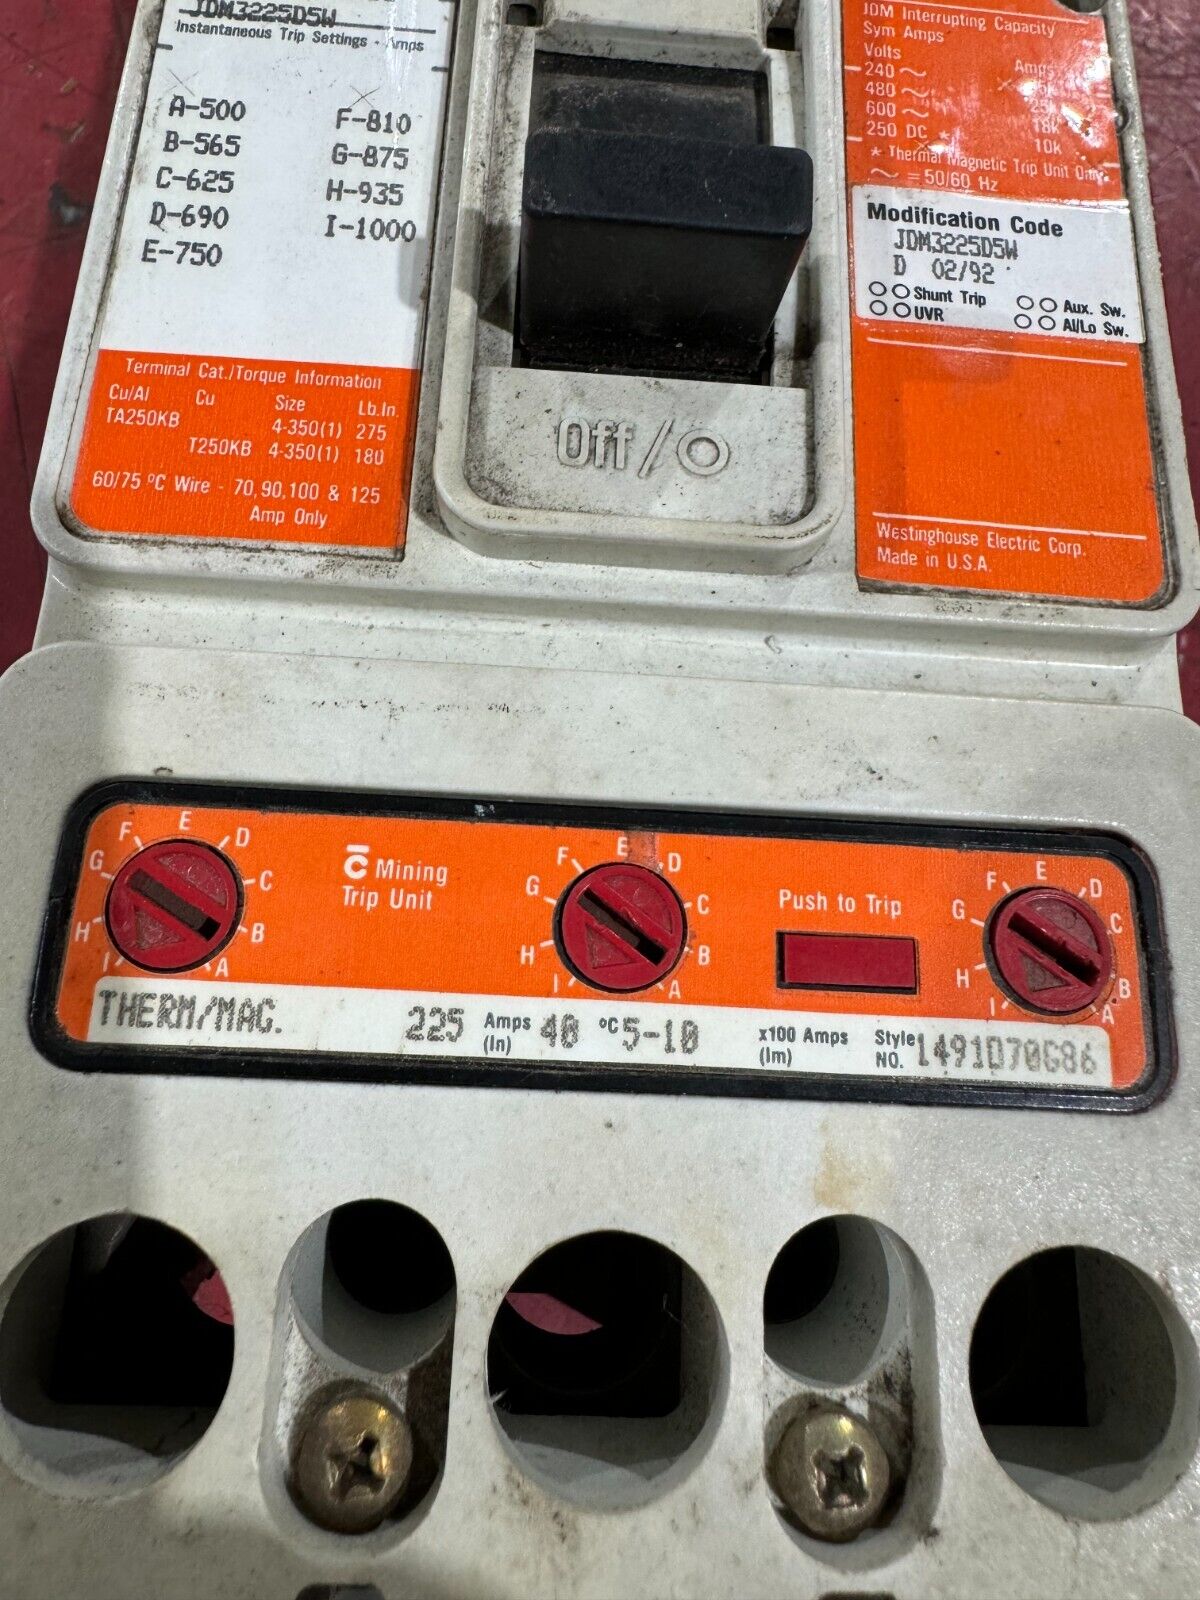 JDM3225D5W
Instantaneous Trip Settings - Amps
A-500
B-565
C-625
D-690
E-750
F-810
G-875
H-935
I-1000
Terminal Cat./Torque Information
Cu/Al Cu Size Lb.In.
TA250KB 4-350(1) 275
T250KB 4-350(1) 180
60/75 °C Wire - 70, 90, 100 & 125
Amp Only
Off/O
JDM Interrupting Capacity
Sym Amps
Volts Amps
240 ~
480 ~ 25k
600 ~ 18k
250 DC * 10k
* Thermal Magnetic Trip Unit Only
~ = 50/60 Hz
Modification Code
JDM3225D5W
D 02/92
Shunt Trip Aux. Sw.
UVR Al/Lo Sw.
Westinghouse Electric Corp.
Made in U.S.A.
I H G F E D C B A
C Mining
Trip Unit
I H G F E D C B A
Push to Trip
I H G F E D C B A
THERM/MAG. 225 Amps (In) 40 °C 5-10 x100 Amps (Im) Style NO. 1491D70G86